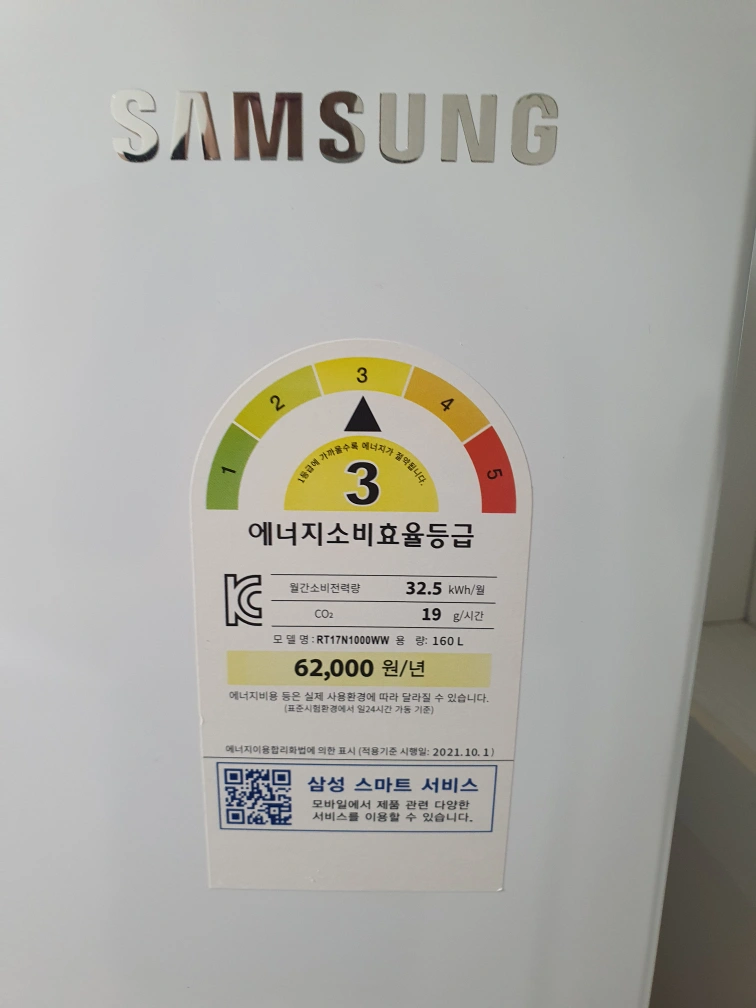 SAMSUNG
1 2 3 4 5
1등급에 가까울수록 에너지가 절약됩니다.
3
에너지소비효율등급
월간소비전력량 32.5 kWh/월
CO₂ 19 g/시간
모 델 명 : RT17N1000WW 용 량: 160 L
62,000 원/년
에너지비용 등은 실제 사용환경에 따라 달라질 수 있습니다.
(표준시험환경에서 일24시간 가동 기준)
에너지이용합리화법에 의한 표시 (적용기준 시행일: 2021. 10. 1 )
삼성 스마트 서비스
모바일에서 제품 관련 다양한
서비스를 이용할 수 있습니다.